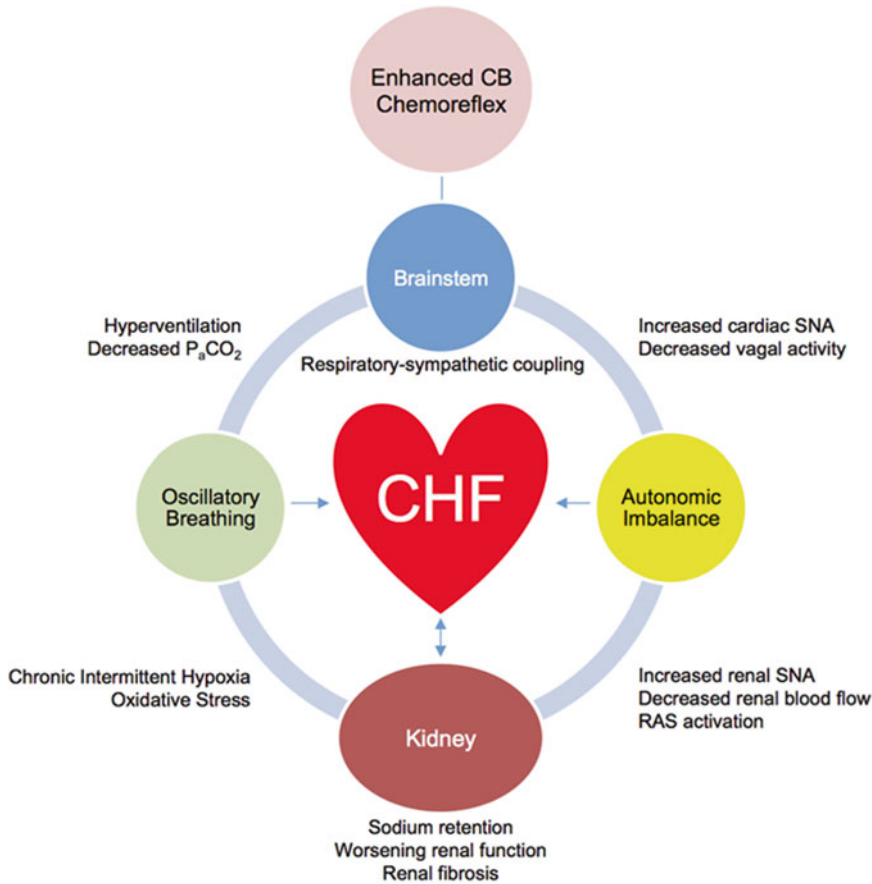 Enhanced CB
Chemoreflex
Brainstem
Hyperventilation
Decreased PₐCO₂
Increased cardiac SNA
Decreased vagal activity
Respiratory-sympathetic coupling
Oscillatory
Breathing
CHF
Autonomic
Imbalance
Chronic Intermittent Hypoxia
Oxidative Stress
Increased renal SNA
Decreased renal blood flow
RAS activation
Kidney
Sodium retention
Worsening renal function
Renal fibrosis